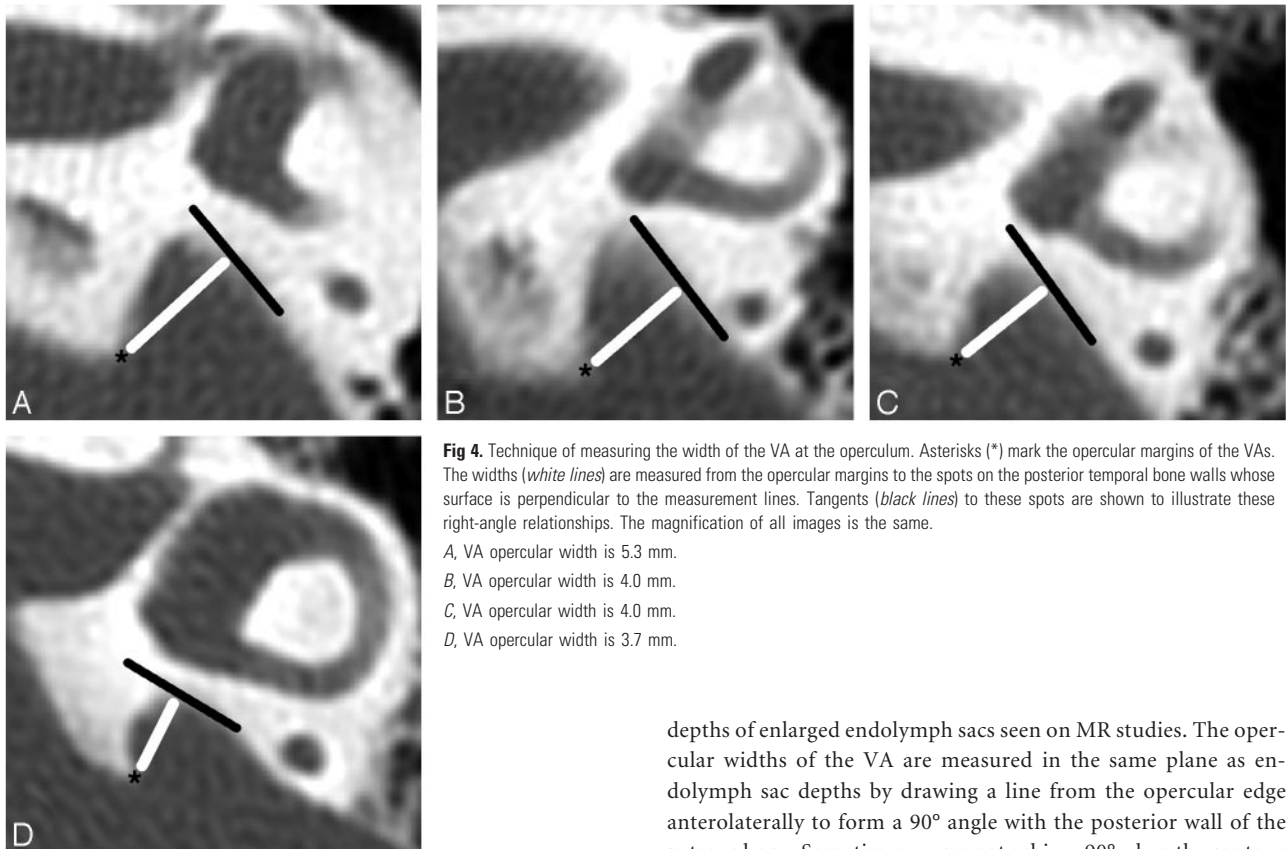 A
B
C
Fig 4. Technique of measuring the width of the VA at the operculum. Asterisks (*) mark the opercular margins of the VAs.
The widths (white lines) are measured from the opercular margins to the spots on the posterior temporal bone walls whose
surface is perpendicular to the measurement lines. Tangents (black lines) to these spots are shown to illustrate these
right-angle relationships. The magnification of all images is the same.
A, VA opercular width is 5.3 mm.
B, VA opercular width is 4.0 mm.
C, VA opercular width is 4.0 mm.
D, VA opercular width is 3.7 mm.
D
depths of enlarged endolymph sacs seen on MR studies. The oper-
cular widths of the VA are measured in the same plane as en-
dolymph sac depths by drawing a line from the opercular edge
anterolaterally to form a 90° angle with the posterior wall of the